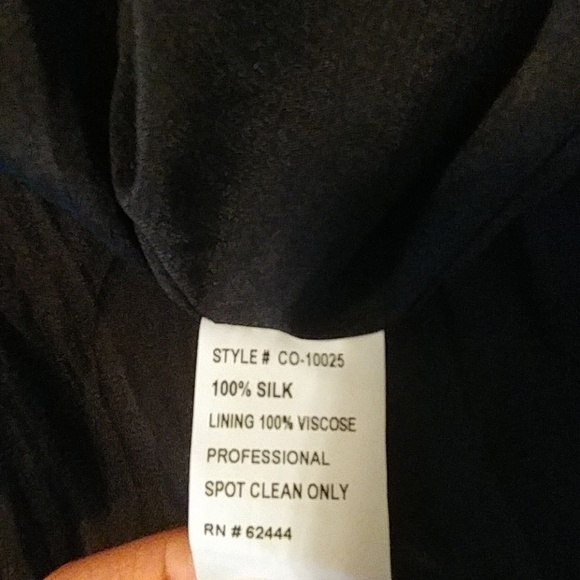 STYLE # CO-10025
100% SILK
LINING 100% VISCOSE
PROFESSIONAL
SPOT CLEAN ONLY
RN # 62444